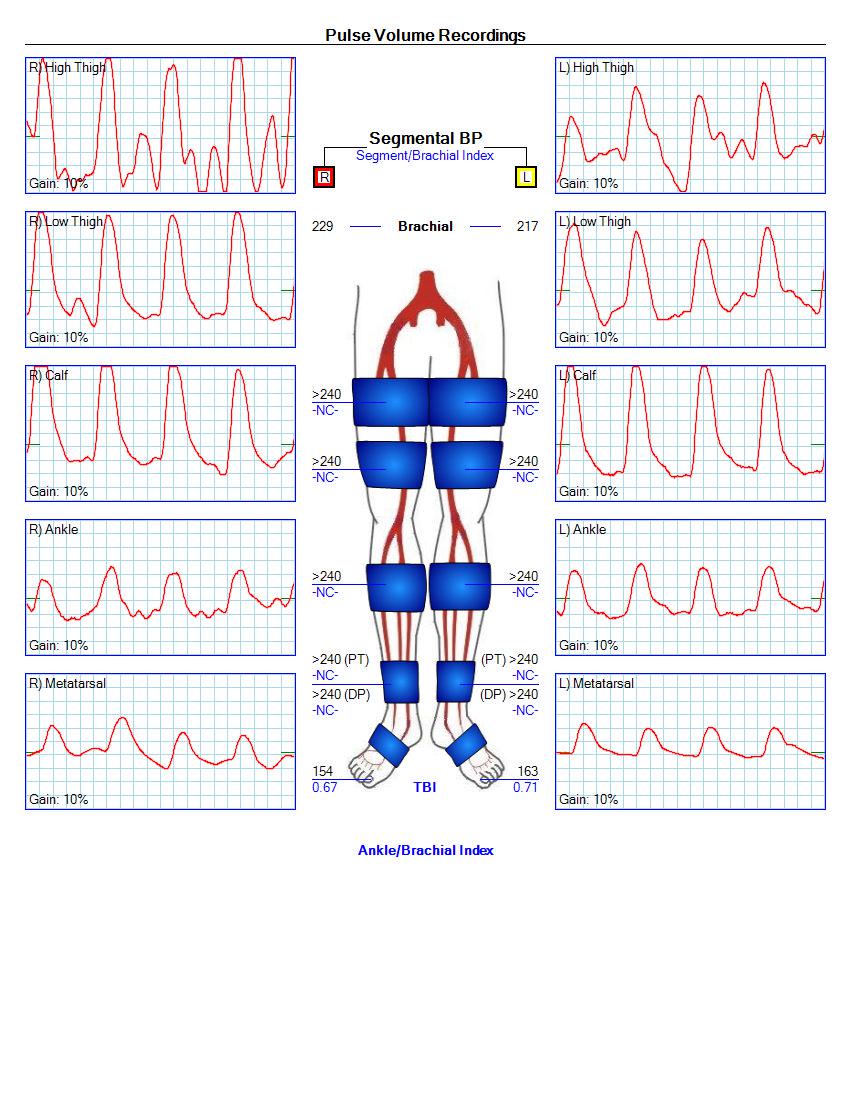 Pulse Volume Recordings
R) High Thigh
Gain: 10%
L) High Thigh
Gain: 10%
Segmental BP
Segment/Brachial Index
R
L
229 Brachial 217
R) Low Thigh
Gain: 10%
L) Low Thigh
Gain: 10%
>240 >240
-NC- -NC-
R) Calf
Gain: 10%
L) Calf
Gain: 10%
>240 >240
-NC- -NC-
R) Ankle
Gain: 10%
L) Ankle
Gain: 10%
>240 >240
-NC- -NC-
>240 (PT) (PT) >240
-NC- -NC-
>240 (DP) (DP) >240
-NC- -NC-
R) Metatarsal
Gain: 10%
L) Metatarsal
Gain: 10%
154 163
0.67 TBI 0.71
Ankle/Brachial Index